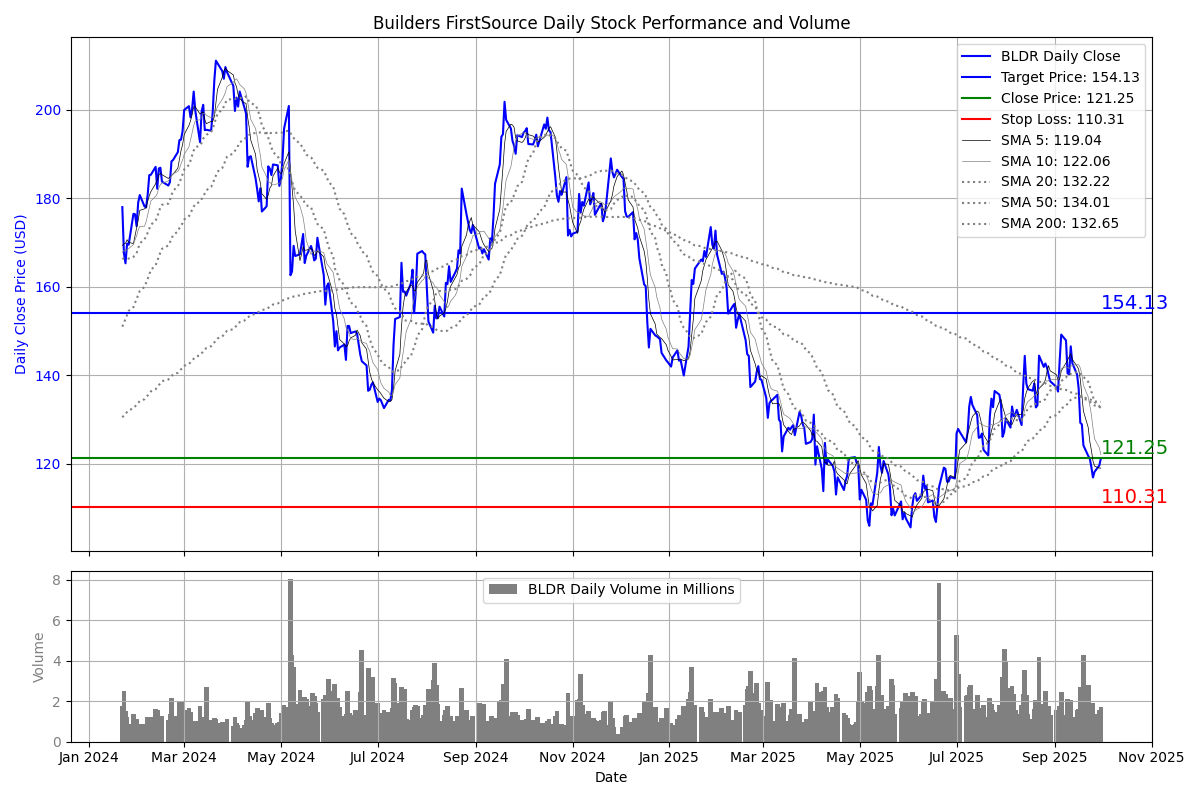 Builders FirstSource Daily Stock Performance and Volume
Daily Close Price (USD)
200
180
160
140
120
BLDR Daily Close
Target Price: 154.13
Close Price: 121.25
Stop Loss: 110.31
SMA 5: 119.04
SMA 10: 122.06
SMA 20: 132.22
SMA 50: 134.01
SMA 200: 132.65
154.13
121.25
110.31
Volume
8
6
4
2
0
BLDR Daily Volume in Millions
Jan 2024 Mar 2024 May 2024 Jul 2024 Sep 2024 Nov 2024 Jan 2025 Mar 2025 May 2025 Jul 2025 Sep 2025 Nov 2025
Date